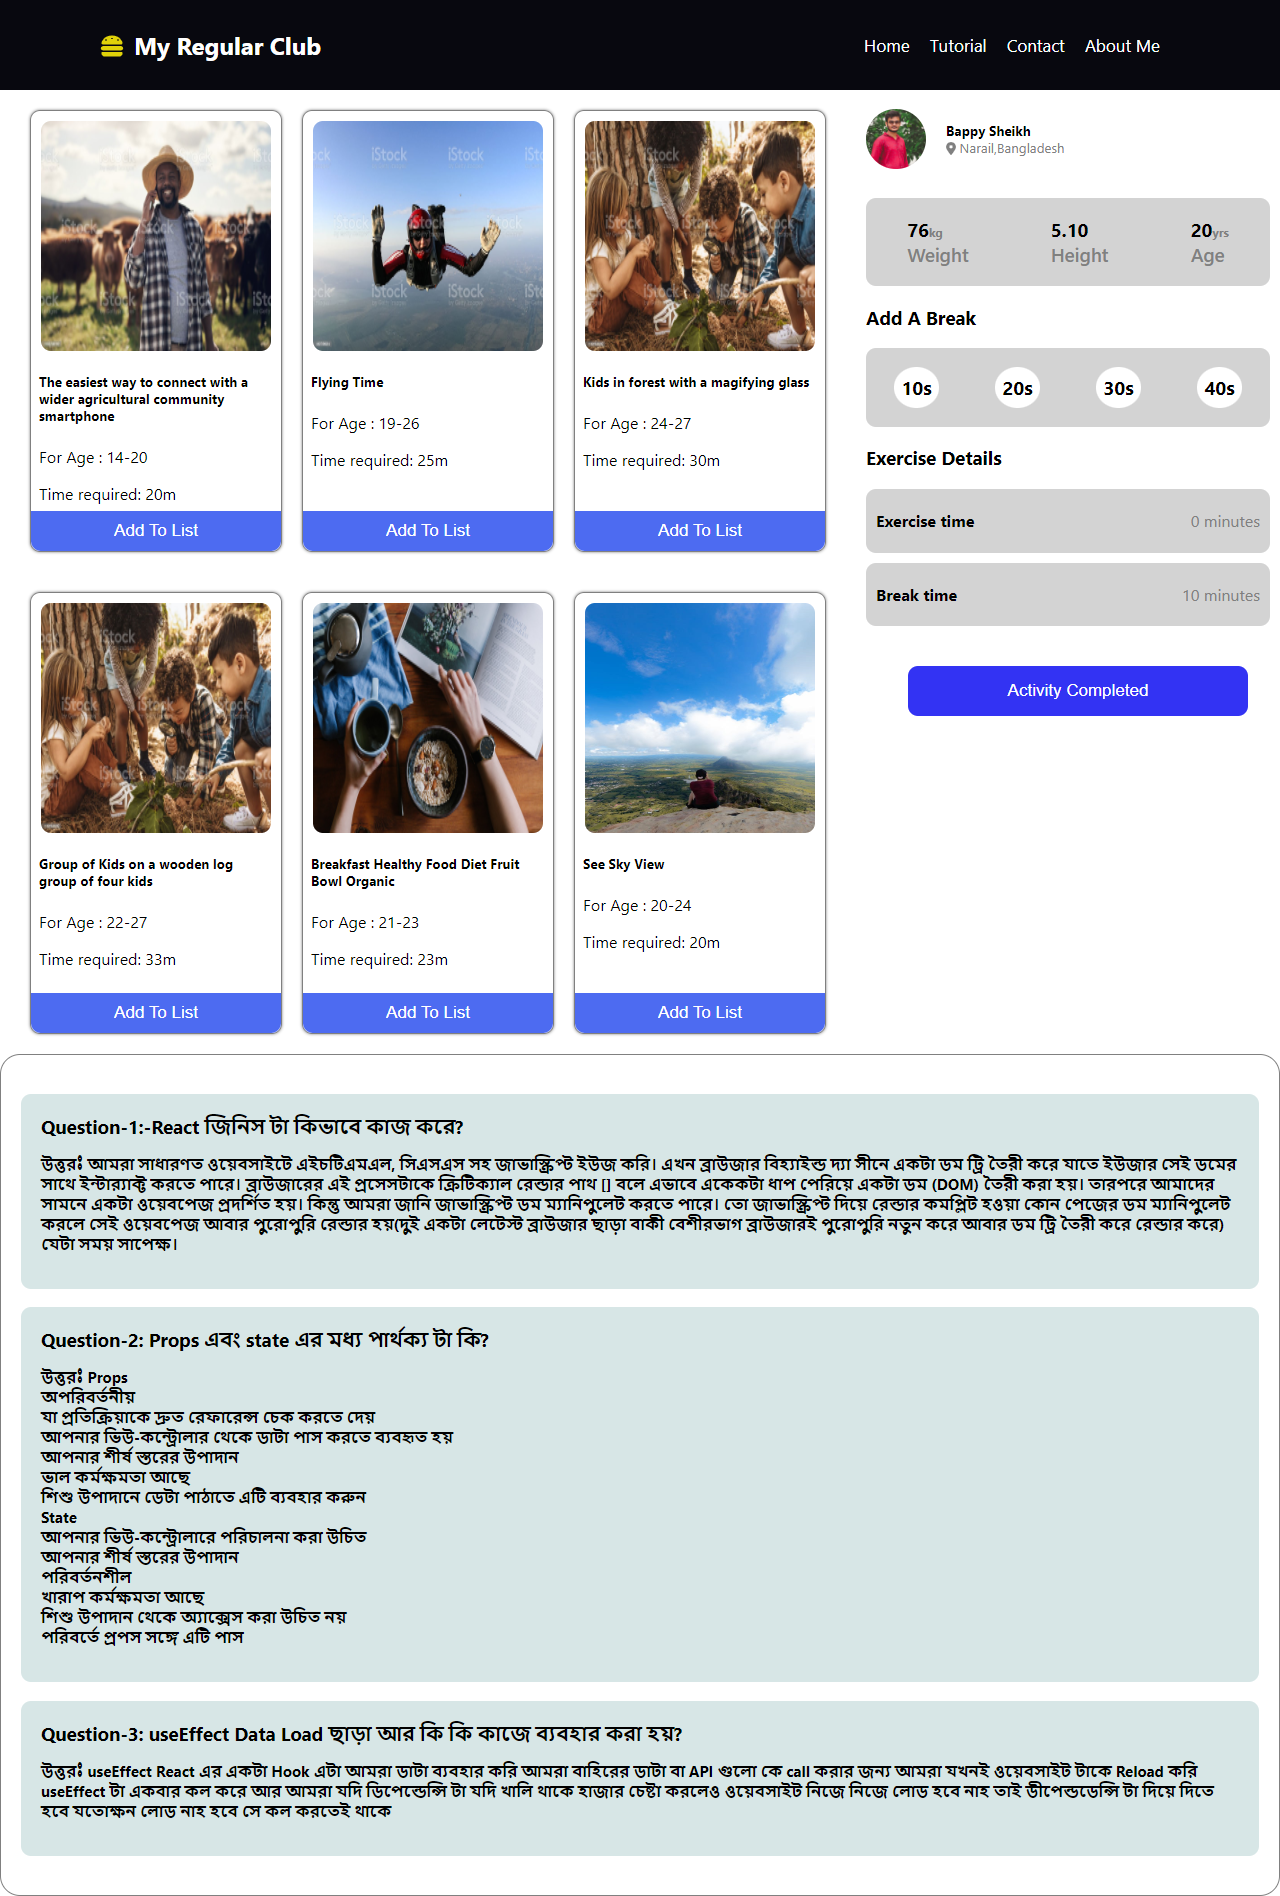 My Regular Club
Home Tutorial Contact About Me
iStock
The easiest way to connect with a
wider agricultural community
smartphone
For Age : 14-20
Time required: 20m
Add To List
iStock
Flying Time
For Age : 19-26
Time required: 25m
Add To List
iStock
Kids in forest with a magifying glass
For Age : 24-27
Time required: 30m
Add To List
Bappy Sheikh
Narail,Bangladesh
76kg 5.10 20yrs
Weight Height Age
Add A Break
10s 20s 30s 40s
Exercise Details
Exercise time 0 minutes
Break time 10 minutes
Activity Completed
iStock
Group of Kids on a wooden log
group of four kids
For Age : 22-27
Time required: 33m
Add To List
Breakfast Healthy Food Diet Fruit
Bowl Organic
For Age : 21-23
Time required: 23m
Add To List
See Sky View
For Age : 20-24
Time required: 20m
Add To List
Question-1:-React জিনিস টা কিভাবে কাজ করে?
উত্তরঃ আমরা সাধারণত ওয়েবসাইটে এইচটিএমএল, সিএসএস সহ জাভাস্ক্রিপ্ট ইউজ করি। এখন ব্রাউজার বিহ্যাইন্ড দ্যা সীনে একটা ডম ট্রি তৈরী করে যাতে ইউজার সেই ডমের
সাথে ইন্টার‍্যাক্ট করতে পারে। ব্রাউজারের এই প্রসেসটাকে ক্রিটিক্যাল রেন্ডার পাথ [] বলে এভাবে একেকটা ধাপ পেরিয়ে একটা ডম (DOM) তৈরী করা হয়। তারপরে আমাদের
সামনে একটা ওয়েবপেজ প্রদর্শিত হয়। কিন্তু আমরা জানি জাভাস্ক্রিপ্ট ডম ম্যানিপুলেট করতে পারে। তো জাভাস্ক্রিপ্ট দিয়ে রেন্ডার কমপ্লিট হওয়া কোন পেজের ডম ম্যানিপুলেট
করলে সেই ওয়েবপেজ আবার পুরোপুরি রেন্ডার হয়(দুই একটা লেটেস্ট ব্রাউজার ছাড়া বাকী বেশীরভাগ ব্রাউজারই পুরোপুরি নতুন করে আবার ডম ট্রি তৈরী করে রেন্ডার করে)
যেটা সময় সাপেক্ষ।
Question-2: Props এবং state এর মধ্য পার্থক্য টা কি?
উত্তরঃ Props
অপরিবর্তনীয়
যা প্রতিক্রিয়াকে দ্রুত রেফারেন্স চেক করতে দেয়
আপনার ভিউ-কন্ট্রোলার থেকে ডাটা পাস করতে ব্যবহৃত হয়
আপনার শীর্ষ স্তরের উপাদান
ভাল কর্মক্ষমতা আছে
শিশু উপাদানে ডেটা পাঠাতে এটি ব্যবহার করুন
State
আপনার ভিউ-কন্ট্রোলারে পরিচালনা করা উচিত
আপনার শীর্ষ স্তরের উপাদান
পরিবর্তনশীল
খারাপ কর্মক্ষমতা আছে
শিশু উপাদান থেকে অ্যাক্সেস করা উচিত নয়
পরিবর্তে প্রপস সঙ্গে এটি পাস
Question-3: useEffect Data Load ছাড়া আর কি কি কাজে ব্যবহার করা হয়?
উত্তরঃ useEffect React এর একটা Hook এটা আমরা ডাটা ব্যবহার করি আমরা বাহিরের ডাটা বা API গুলো কে call করার জন্য আমরা যখনই ওয়েবসাইট টাকে Reload করি
useEffect টা একবার কল করে আর আমরা যদি ডিপেন্ডেন্সি টা যদি খালি থাকে হাজার চেষ্টা করলেও ওয়েবসাইট নিজে নিজে লোড হবে নাহ তাই ডীপেন্ডডেন্সি টা দিয়ে দিতে
হবে যতোক্ষন লোড নাহ হবে সে কল করতেই থাকে